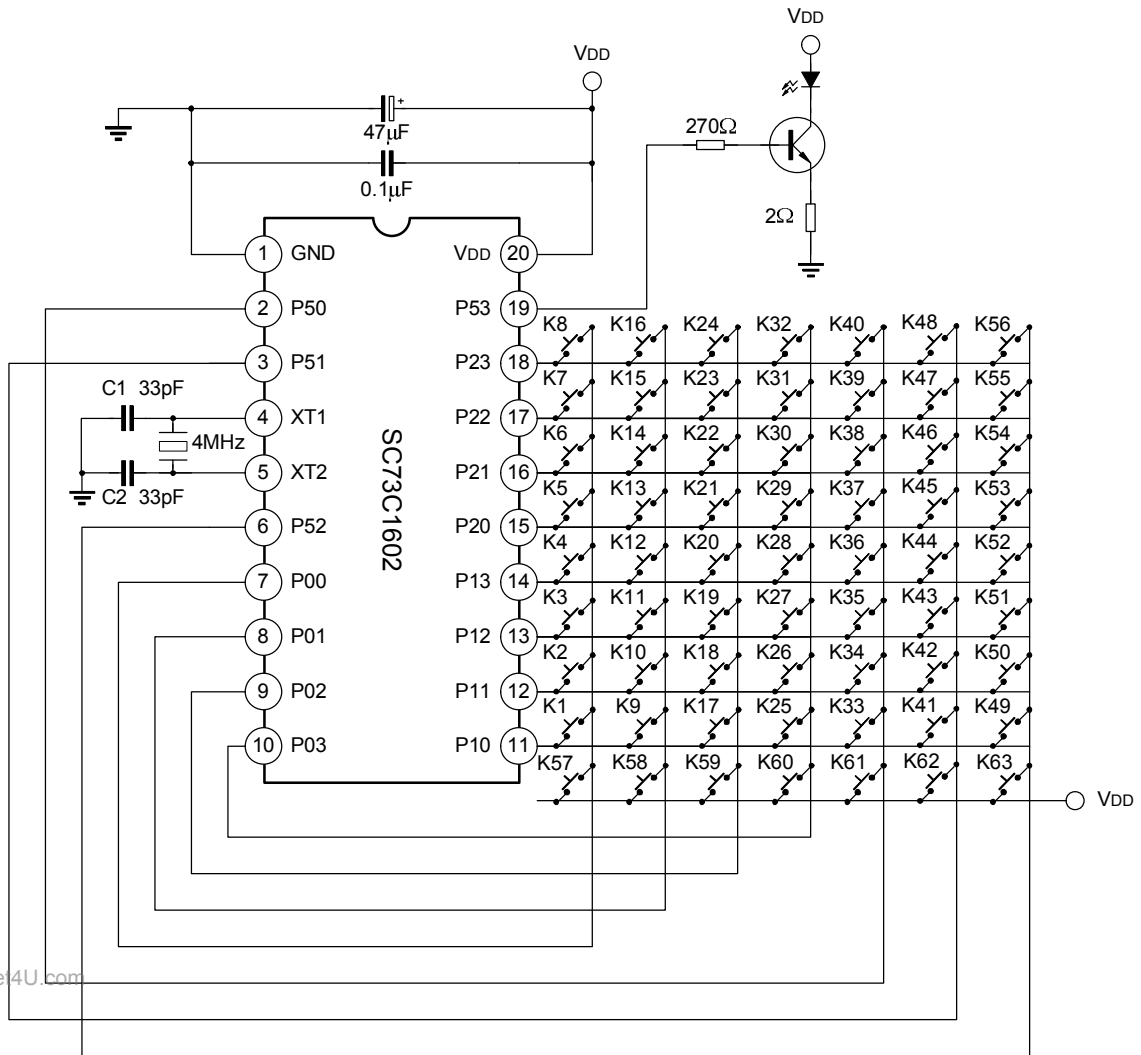 VDD
VDD
47μF
0.1μF
270Ω
2Ω
1 GND VDD 20
2 P50 P53 19
3 P51 P23 18
4 XT1 P22 17
5 XT2 P21 16
6 P52 P20 15
7 P00 P13 14
8 P01 P12 13
9 P02 P11 12
10 P03 P10 11
SC73C1602
C1 33pF
4MHz
C2 33pF
K8 K16 K24 K32 K40 K48 K56
K7 K15 K23 K31 K39 K47 K55
K6 K14 K22 K30 K38 K46 K54
K5 K13 K21 K29 K37 K45 K53
K4 K12 K20 K28 K36 K44 K52
K3 K11 K19 K27 K35 K43 K51
K2 K10 K18 K26 K34 K42 K50
K1 K9 K17 K25 K33 K41 K49
K57 K58 K59 K60 K61 K62 K63
VDD
et4U.com